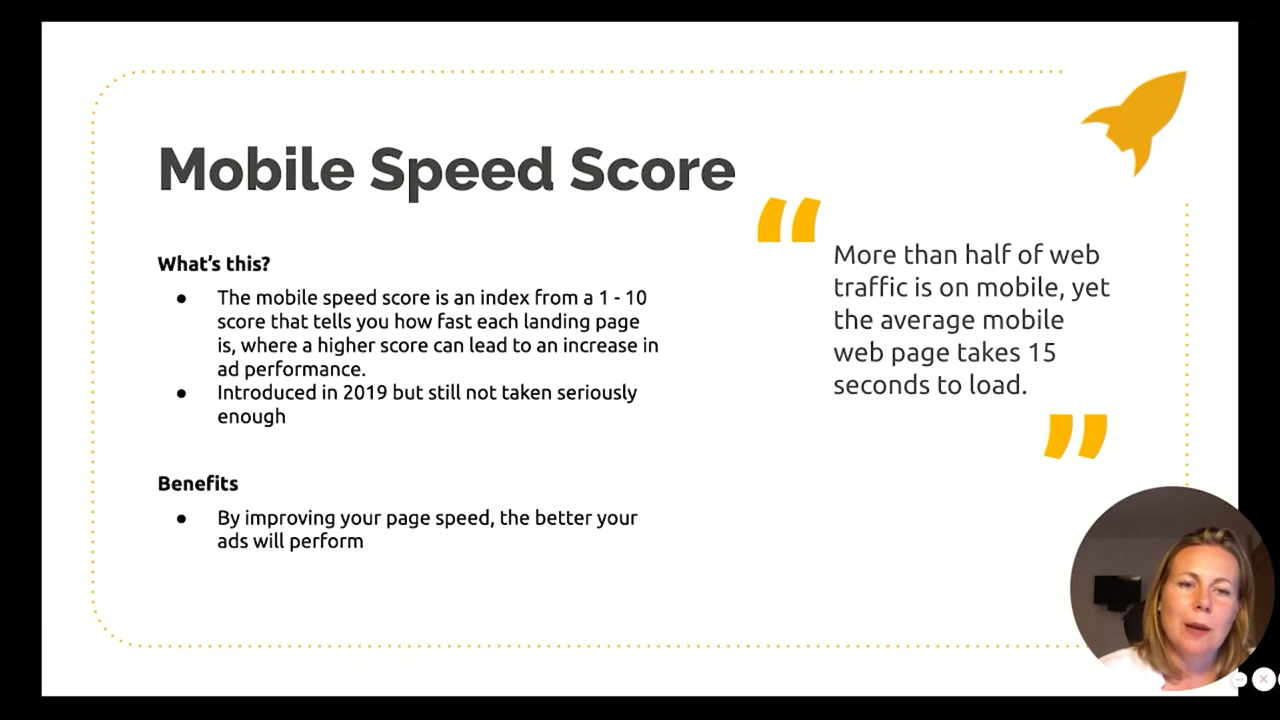 Mobile Speed Score
What's this?
● The mobile speed score is an index from a 1 - 10
score that tells you how fast each landing page
is, where a higher score can lead to an increase in
ad performance.
● Introduced in 2019 but still not taken seriously
enough
Benefits
● By improving your page speed, the better your
ads will perform
“
More than half of web
traffic is on mobile, yet
the average mobile
web page takes 15
seconds to load.
”